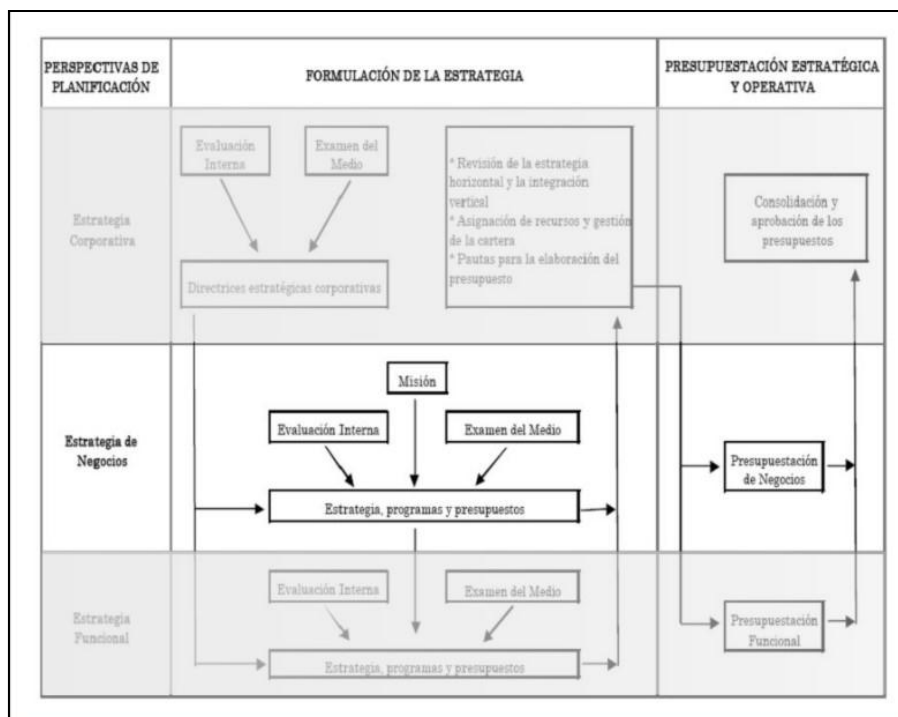 PERSPECTIVAS DE
PLANIFICACIÓN
FORMULACIÓN DE LA ESTRATEGIA
PRESUPUESTACIÓN ESTRATÉGICA
Y OPERATIVA
Estrategia
Corporativa
Evaluación
Interna
Examen del
Medio
Directrices estratégicas corporativas
* Revisión de la estrategia
horizontal y la integración
vertical
* Asignación de recursos y gestión
de la cartera
* Pautas para la elaboración del
presupuesto
Consolidación y
aprobación de los
presupuestos
Estrategia de
Negocios
Misión
Evaluación Interna
Examen del Medio
Estrategia, programas y presupuestos
Presupuestación
de Negocios
Estrategia
Funcional
Evaluación Interna
Examen del Medio
Estrategia, programas y presupuestos
Presupuestación
Funcional